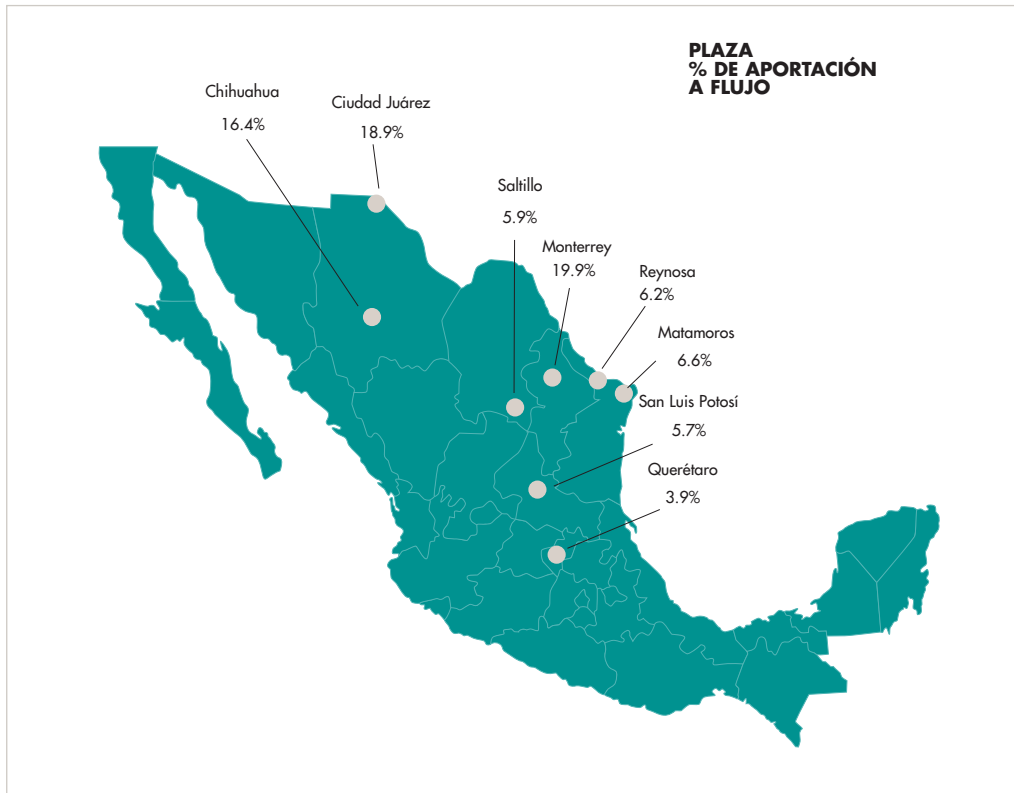 PLAZA
% DE APORTACIÓN
A FLUJO
Chihuahua
16.4%
Ciudad Juárez
18.9%
Saltillo
5.9%
Monterrey
19.9%
Reynosa
6.2%
Matamoros
6.6%
San Luis Potosí
5.7%
Querétaro
3.9%